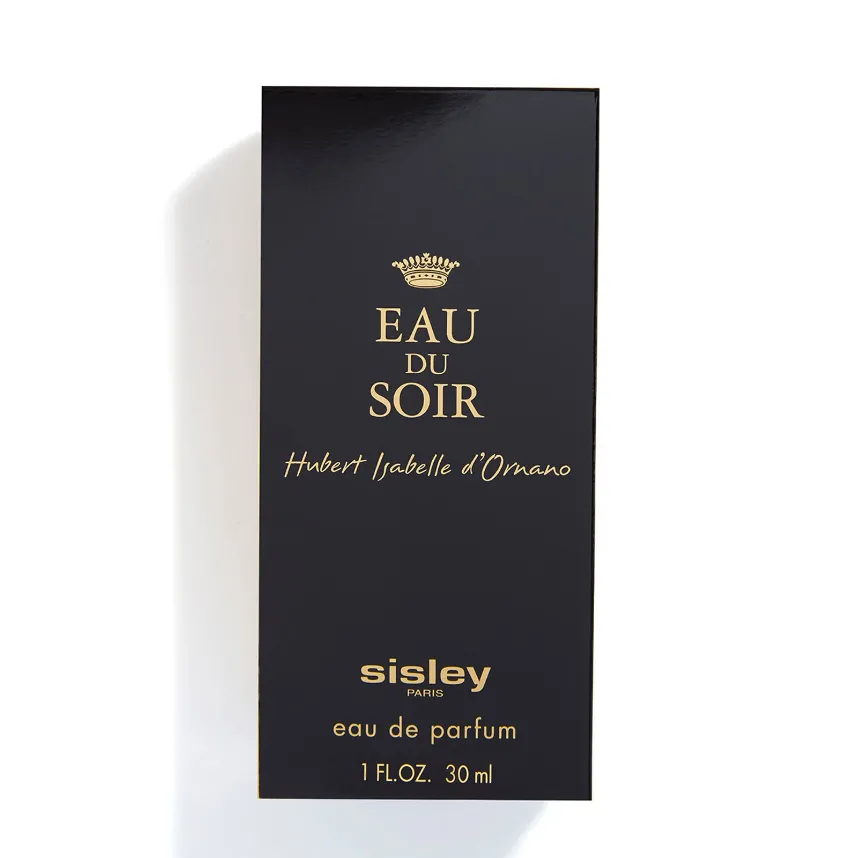 EAU
DU
SOIR
Hubert Isabelle d'Ornano
sisley
PARIS
eau de parfum
1 FL.OZ. 30 ml